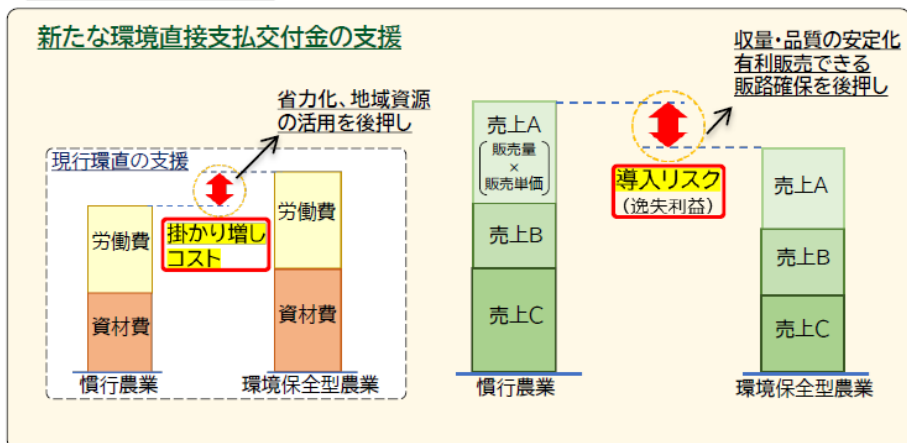 新たな環境直接支払交付金の支援
省力化、地域資源
の活用を後押し
現行環直の支援
労働費
資材費
慣行農業
掛かり増し
コスト
労働費
資材費
環境保全型農業
収量・品質の安定化
有利販売できる
販路確保を後押し
売上A
販売量
×
販売単価
売上B
売上C
慣行農業
導入リスク
(逸失利益)
売上A
売上B
売上C
環境保全型農業